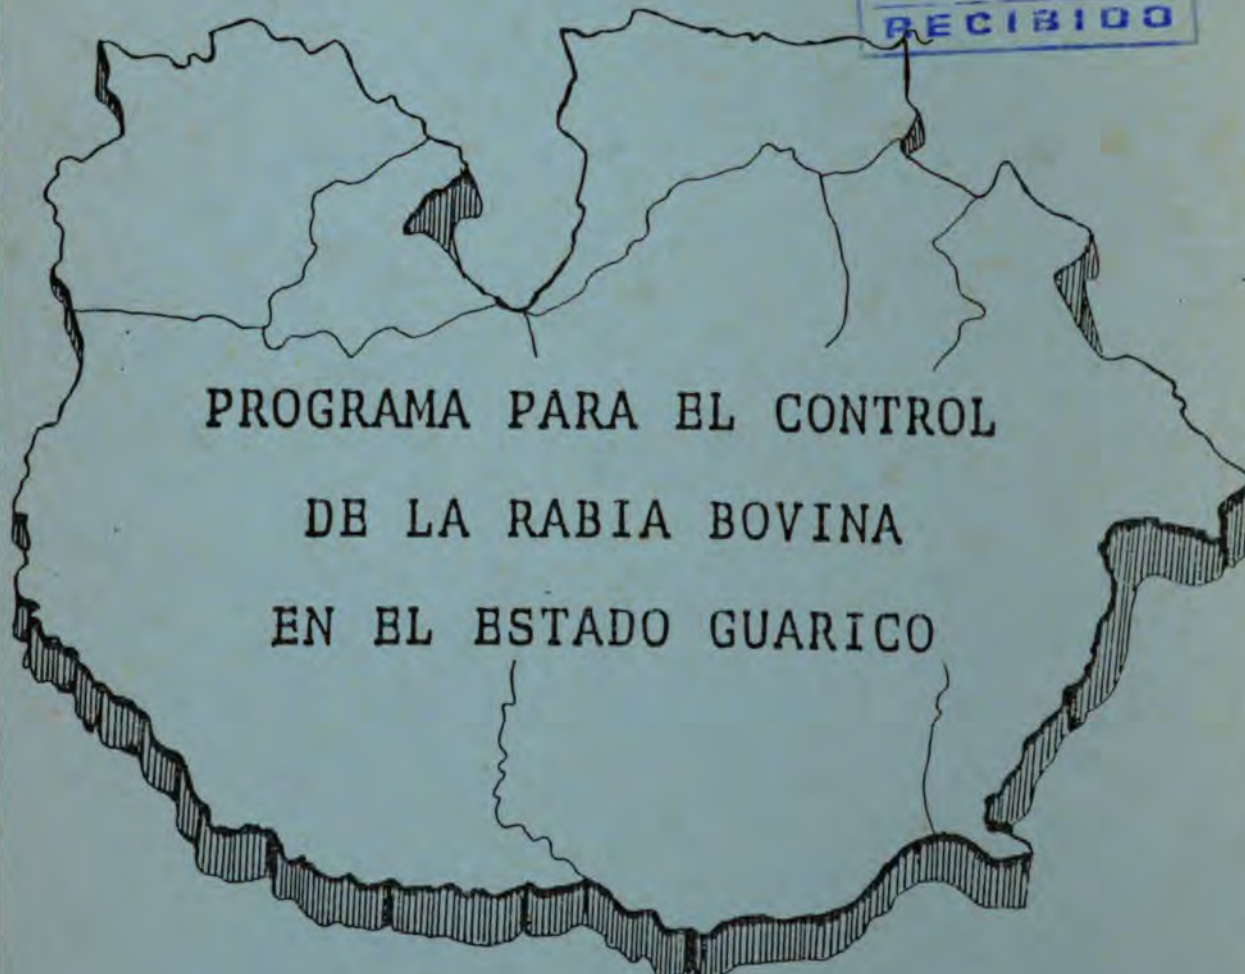 RECIBIDO
PROGRAMA PARA EL CONTROL
DE LA RABIA BOVINA
EN EL ESTADO GUARICO